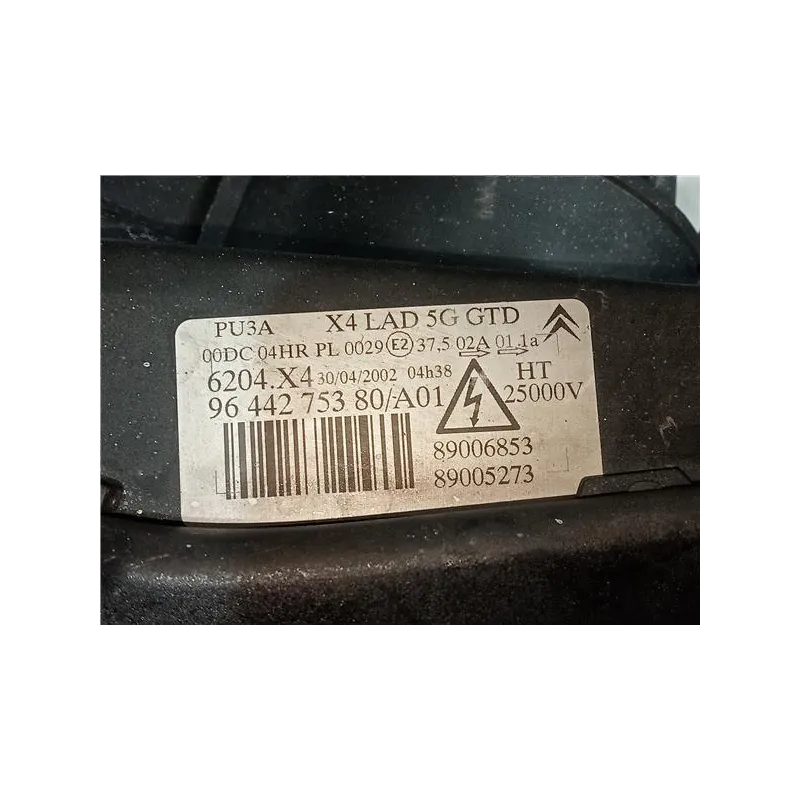 PU3A X4 LAD 5G GTD
00DC 04HR PL 0029 E2 37,5 02A 01.1a
6204.X4 30/04/2002 04h38 HT
96 442 753 80/A01 25000V
89006853
89005273